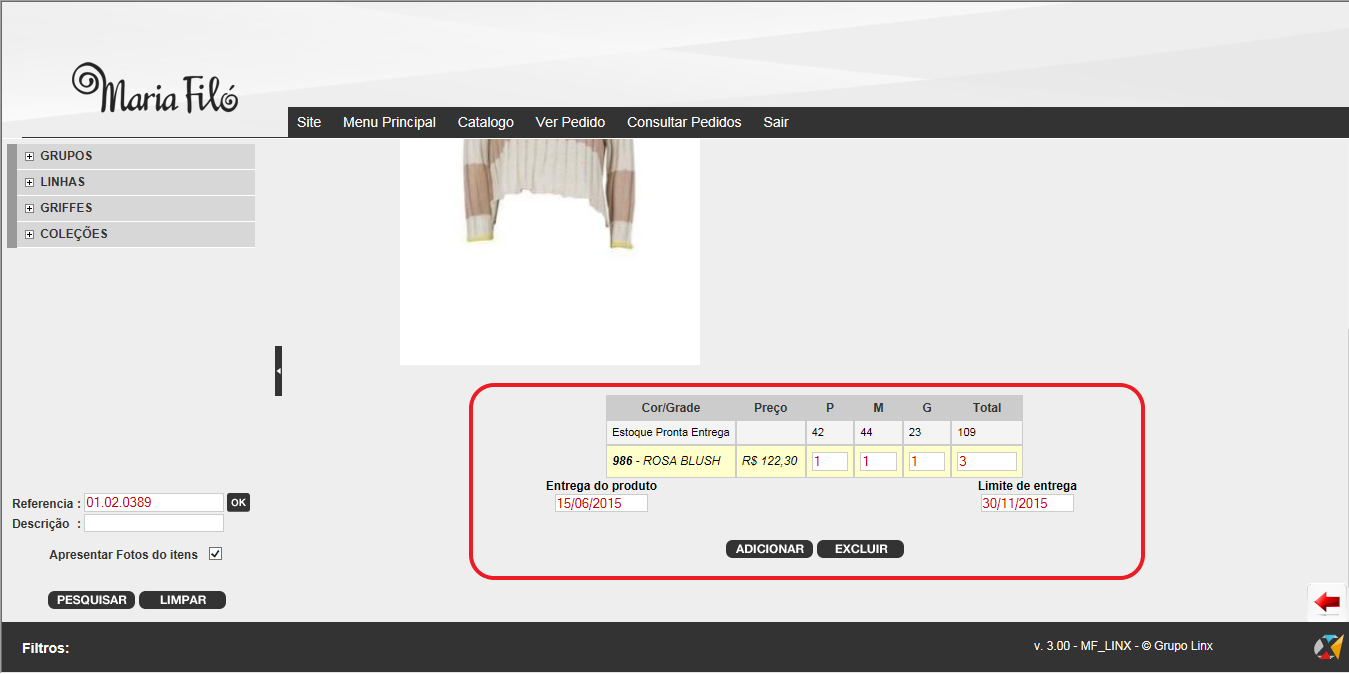 Maria Filó
Site Menu Principal Catalogo Ver Pedido Consultar Pedidos Sair
GRUPOS
LINHAS
GRIFFES
COLEÇÕES
Cor/Grade Preço P M G Total
Estoque Pronta Entrega 42 44 23 109
986 - ROSA BLUSH R$ 122,30 1 1 1 3
Entrega do produto Limite de entrega
15/06/2015 30/11/2015
ADICIONAR EXCLUIR
Referencia : 01.02.0389 OK
Descrição :
Apresentar Fotos do itens
PESQUISAR LIMPAR
Filtros:
v. 3.00 - MF_LINX - © Grupo Linx